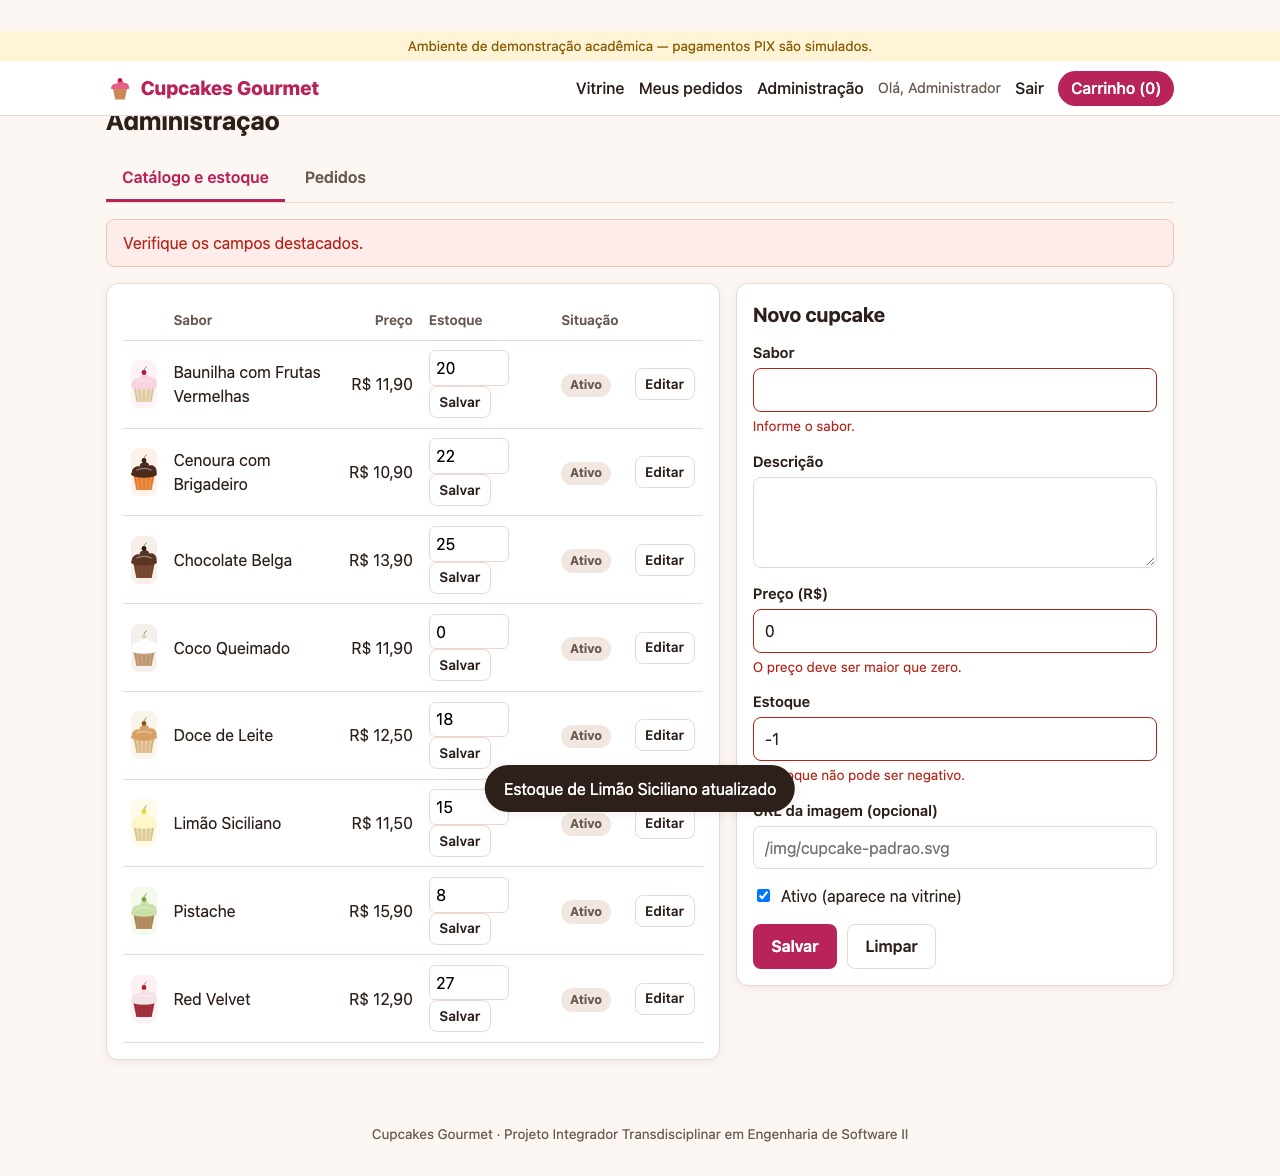 Ambiente de demonstração acadêmica — pagamentos PIX são simulados.
Cupcakes Gourmet
Vitrine Meus pedidos Administração Olá, Administrador Sair Carrinho (0)
Administração
Catálogo e estoque Pedidos
Verifique os campos destacados.
Sabor Preço Estoque Situação
Baunilha com Frutas Vermelhas R$ 11,90 20 Salvar Ativo Editar
Cenoura com Brigadeiro R$ 10,90 22 Salvar Ativo Editar
Chocolate Belga R$ 13,90 25 Salvar Ativo Editar
Coco Queimado R$ 11,90 0 Salvar Ativo Editar
Doce de Leite R$ 12,50 18 Salvar Ativo Editar
Limão Siciliano R$ 11,50 15 Salvar Ativo Editar
Pistache R$ 15,90 8 Salvar Ativo Editar
Red Velvet R$ 12,90 27 Salvar Ativo Editar
Novo cupcake
Sabor
Informe o sabor.
Descrição
Preço (R$)
0
O preço deve ser maior que zero.
Estoque
-1
não pode ser negativo.
Estoque de Limão Siciliano atualizado
URL da imagem (opcional)
/img/cupcake-padrao.svg
Ativo (aparece na vitrine)
Salvar Limpar
Cupcakes Gourmet · Projeto Integrador Transdisciplinar em Engenharia de Software II